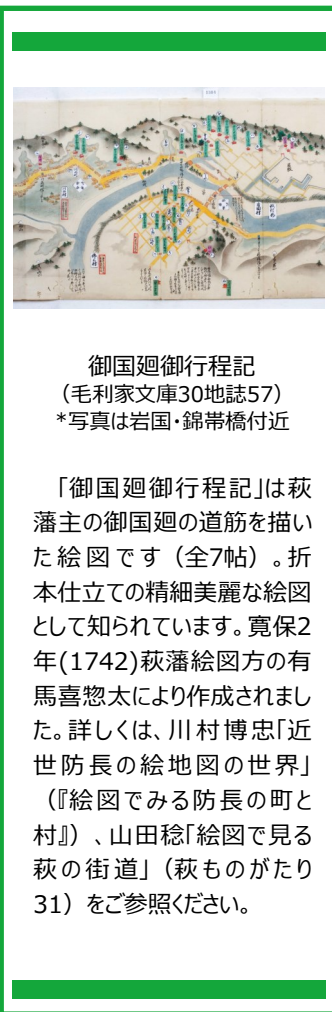 御国廻御行程記
（毛利家文庫30地誌57）
*写真は岩国・錦帯橋付近
「御国廻御行程記」は萩
藩主の御国廻の道筋を描い
た絵図です（全7帖）。折
本仕立ての精細美麗な絵図
として知られています。寛保2
年(1742)萩藩絵図方の有
馬喜惣太により作成されまし
た。詳しくは、川村博忠「近
世防長の絵地図の世界」
（『絵図でみる防長の町と
村』）、山田稔「絵図で見る
萩の街道」（萩ものがたり
31）をご参照ください。